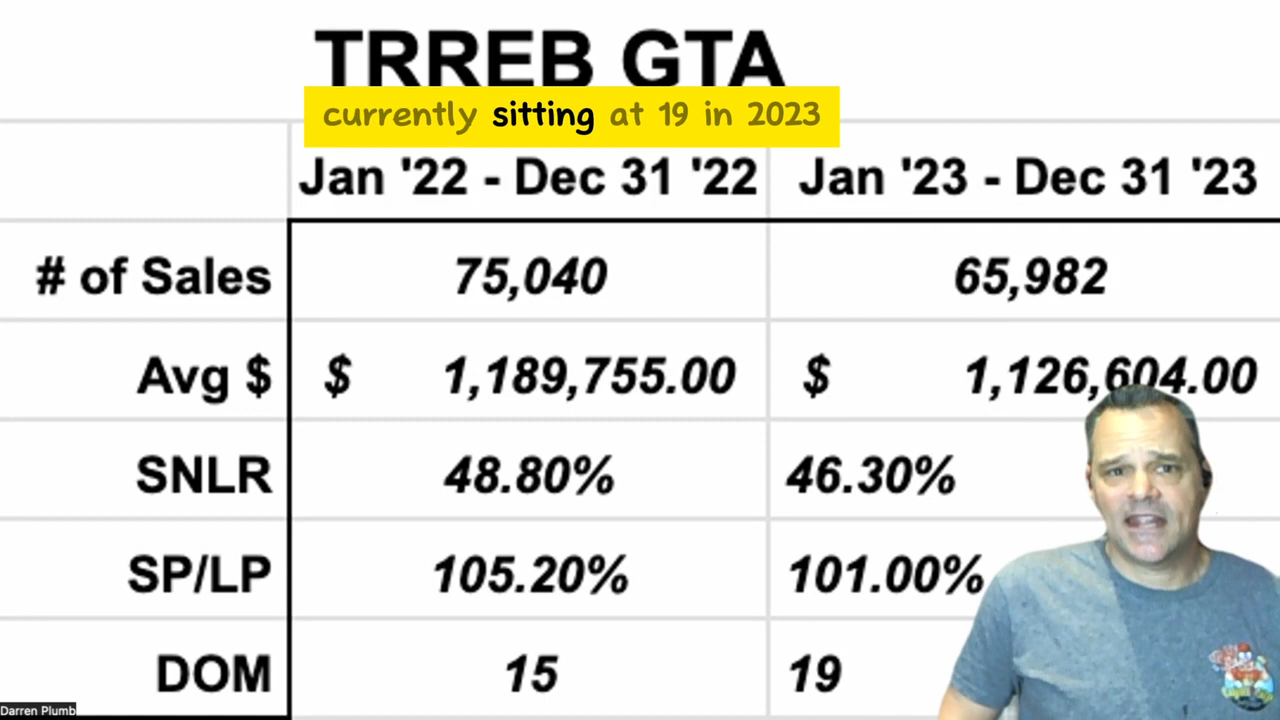 TRREB GTA
currently sitting at 19 in 2023
Jan '22 - Dec 31 '22 Jan '23 - Dec 31 '23
# of Sales 75,040 65,982
Avg $ $ 1,189,755.00 $ 1,126,604.00
SNLR 48.80% 46.30%
SP/LP 105.20% 101.00%
DOM 15 19
Darren Plumb